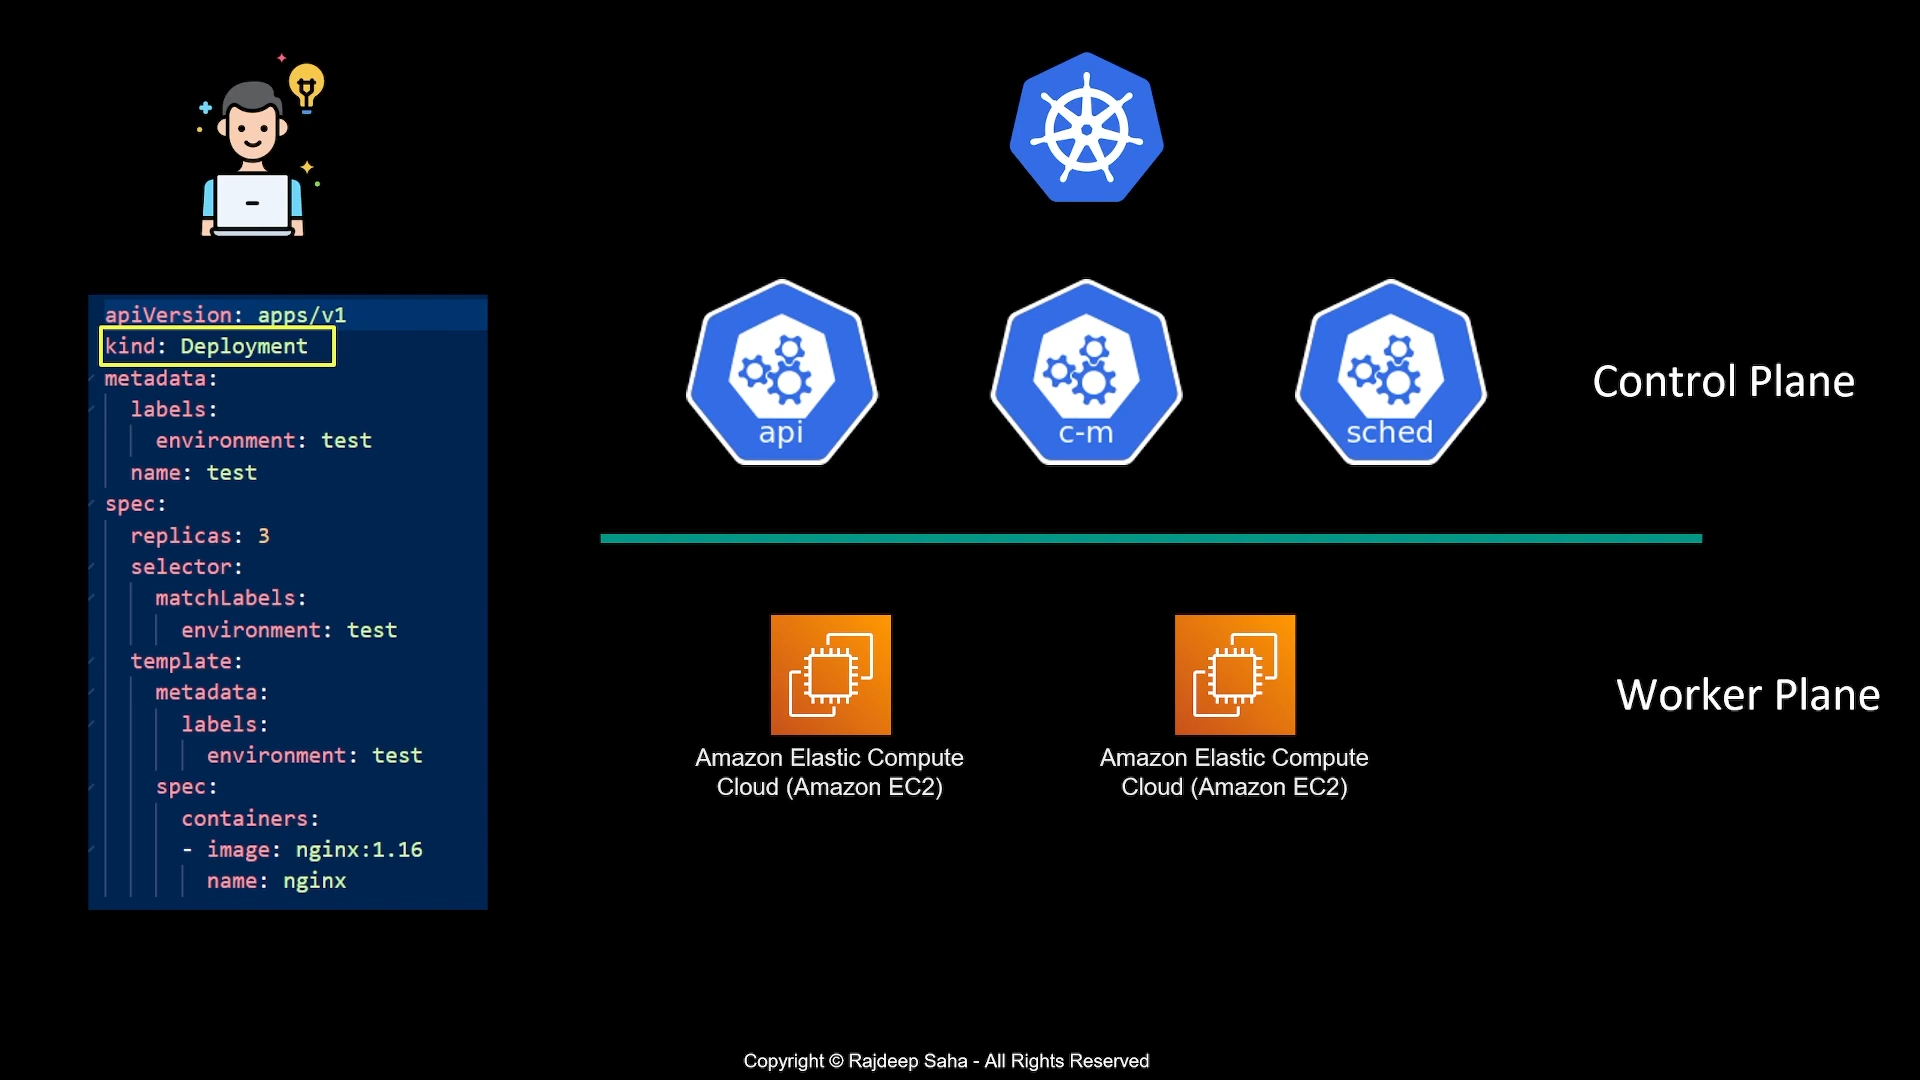 apiVersion: apps/v1
kind: Deployment
metadata:
  labels:
    environment: test
  name: test
spec:
  replicas: 3
  selector:
    matchLabels:
      environment: test
  template:
    metadata:
      labels:
        environment: test
    spec:
      containers:
      - image: nginx:1.16
        name: nginx
api
c-m
sched
Control Plane
Amazon Elastic Compute
Cloud (Amazon EC2)
Amazon Elastic Compute
Cloud (Amazon EC2)
Worker Plane
Copyright © Rajdeep Saha - All Rights Reserved